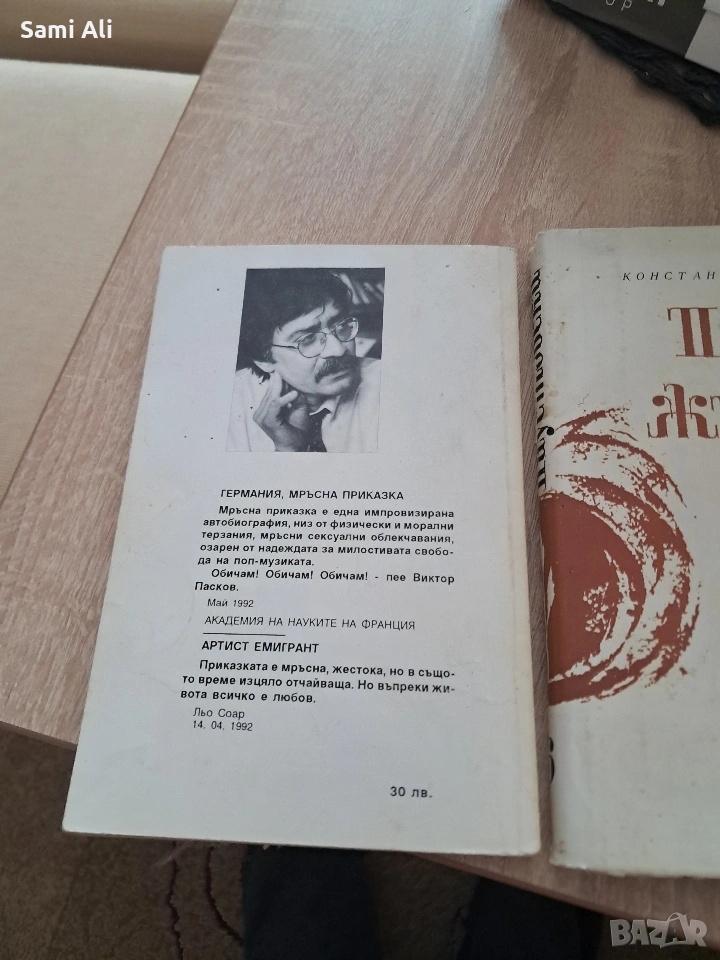 Sami Ali
ГЕРМАНИЯ, МРЪСНА ПРИКАЗКА
Мръсна приказка е една импровизирана
автобиография, низ от физически и морални
терзания, мръсни сексуални облекчавания,
озарен от надеждата за милостивата свобо-
да на поп-музиката.
Обичам! Обичам! Обичам! - пее Виктор
Пасков.
Май 1992
АКАДЕМИЯ НА НАУКИТЕ НА ФРАНЦИЯ
АРТИСТ ЕМИГРАНТ
Приказката е мръсна, жестока, но в също-
то време изцяло отчайваща. Но въпреки жи-
вота всичко е любов.
Льо Соар
14. 04. 1992
30 лв.
КОНСТАН
BAZAR